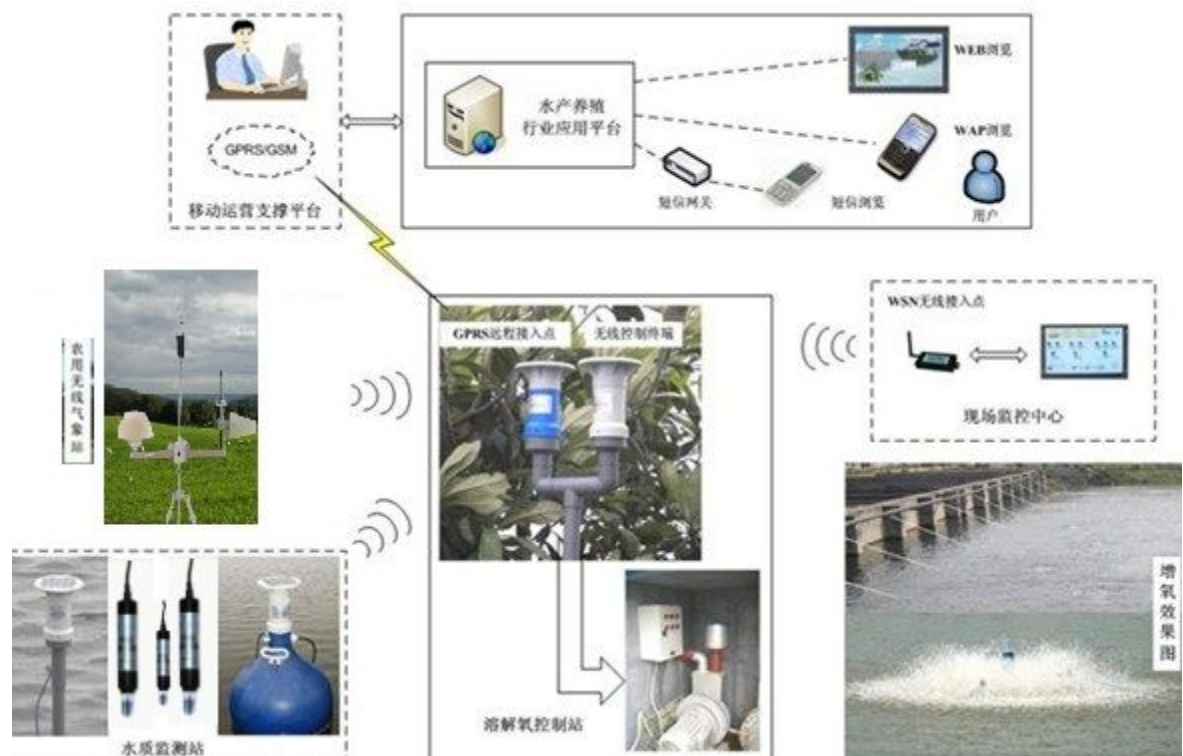 GPRS/GSM
移动运营支撑平台
水产养殖
行业应用平台
WEB浏览
WAP浏览
短信网关
短信浏览
用户
农用无线气象站
GPRS远程接入点
无线控制终端
WSN无线接入点
现场监控中心
增氧效果图
溶解氧控制站
水质监测站